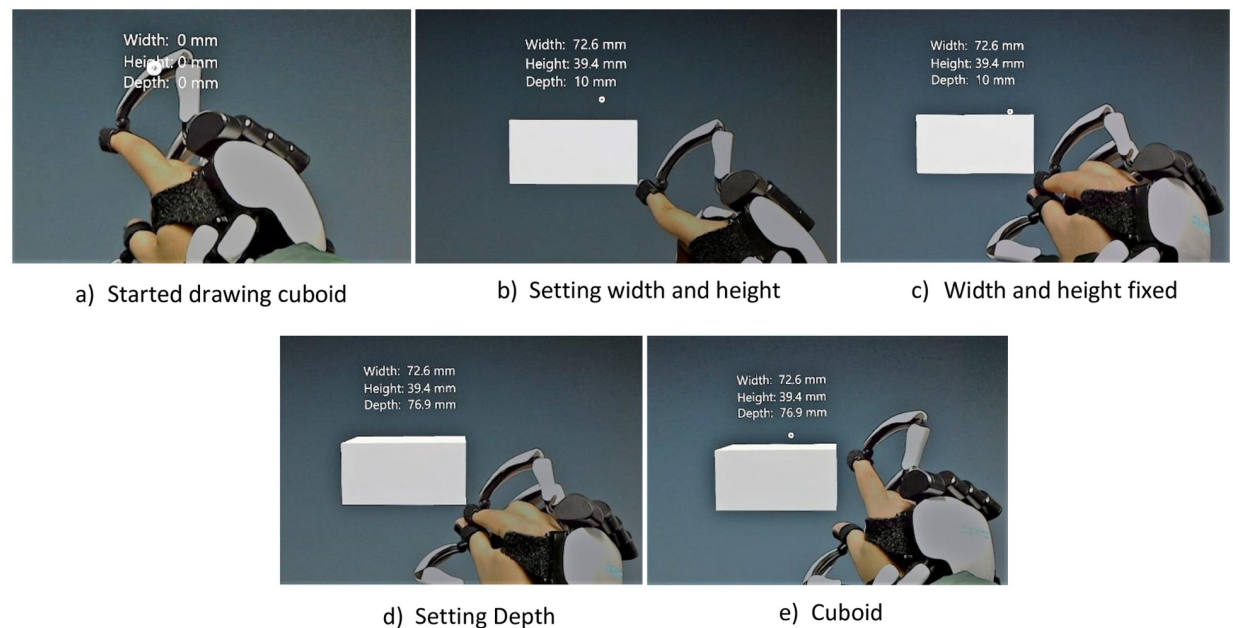 Width: 0 mm
Height: 0 mm
Depth: 0 mm
Width: 72.6 mm
Height: 39.4 mm
Depth: 10 mm
Width: 72.6 mm
Height: 39.4 mm
Depth: 10 mm
a) Started drawing cuboid
b) Setting width and height
c) Width and height fixed
Width: 72.6 mm
Height: 39.4 mm
Depth: 76.9 mm
Width: 72.6 mm
Height: 39.4 mm
Depth: 76.9 mm
d) Setting Depth
e) Cuboid